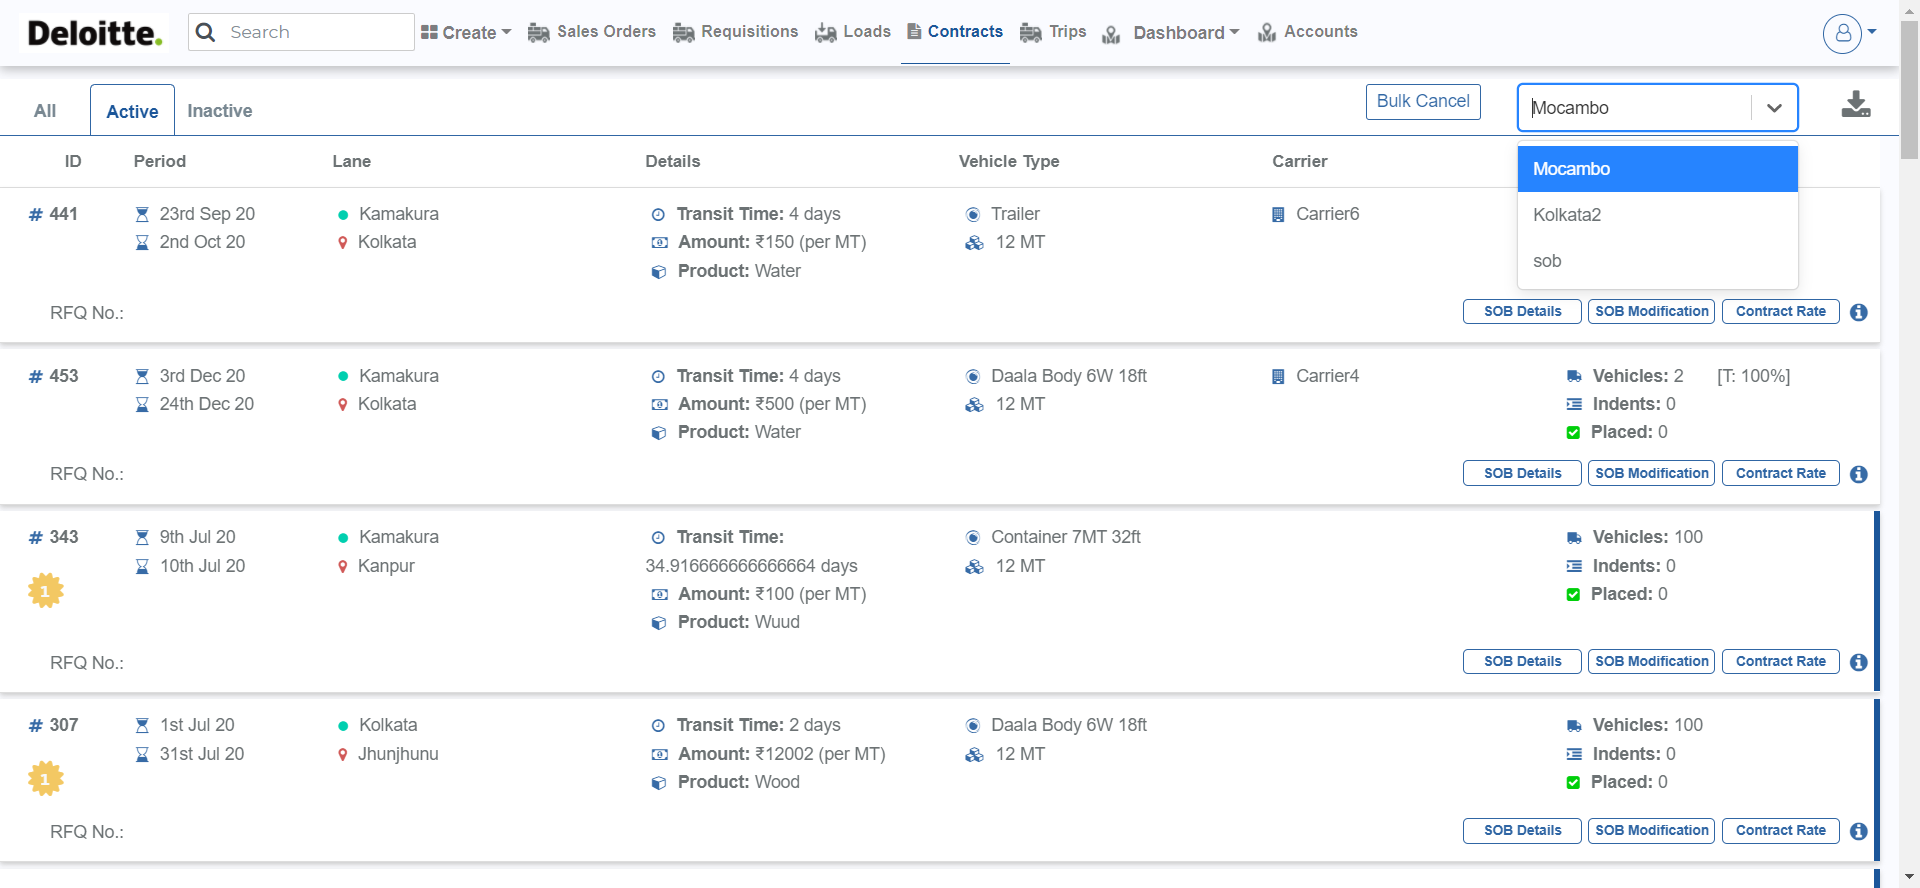 Deloitte.
Search
Create
Sales Orders
Requisitions
Loads
Contracts
Trips
Dashboard
Accounts
All
Active
Inactive
Bulk Cancel
Mocambo
Mocambo
Kolkata2
sob
ID Period Lane Details Vehicle Type Carrier
# 441 23rd Sep 20 Kamakura Transit Time: 4 days Trailer Carrier6
2nd Oct 20 Kolkata Amount: ₹150 (per MT) 12 MT
Product: Water
RFQ No.: SOB Details SOB Modification Contract Rate
# 453 3rd Dec 20 Kamakura Transit Time: 4 days Daala Body 6W 18ft Carrier4 Vehicles: 2 [T: 100%]
24th Dec 20 Kolkata Amount: ₹500 (per MT) 12 MT Indents: 0
Product: Water Placed: 0
RFQ No.: SOB Details SOB Modification Contract Rate
# 343 9th Jul 20 Kamakura Transit Time: Container 7MT 32ft Vehicles: 100
10th Jul 20 Kanpur 34.916666666666664 days 12 MT Indents: 0
1 Amount: ₹100 (per MT) Placed: 0
Product: Wuud
RFQ No.: SOB Details SOB Modification Contract Rate
# 307 1st Jul 20 Kolkata Transit Time: 2 days Daala Body 6W 18ft Vehicles: 100
31st Jul 20 Jhunjhunu Amount: ₹12002 (per MT) 12 MT Indents: 0
1 Product: Wood Placed: 0
RFQ No.: SOB Details SOB Modification Contract Rate